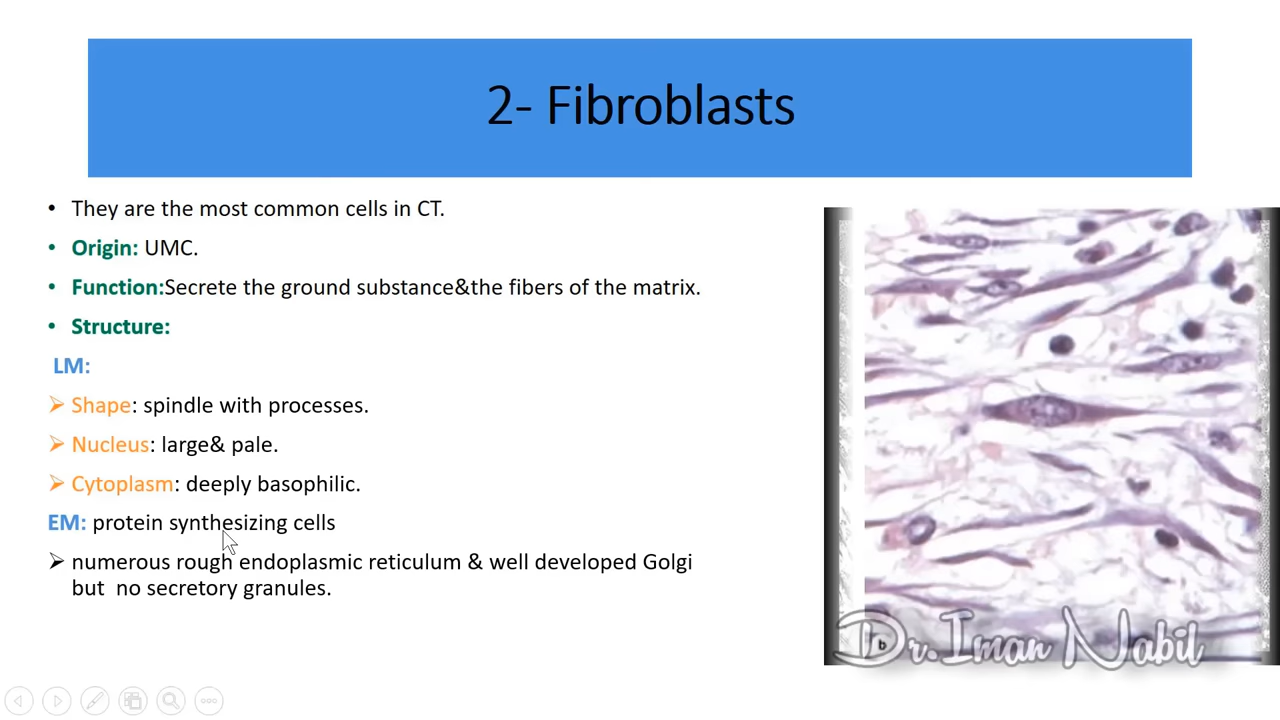 2- Fibroblasts
• They are the most common cells in CT.
• Origin: UMC.
• Function:Secrete the ground substance&the fibers of the matrix.
• Structure:
LM:
➢ Shape: spindle with processes.
➢ Nucleus: large& pale.
➢ Cytoplasm: deeply basophilic.
EM: protein synthesizing cells
➢ numerous rough endoplasmic reticulum & well developed Golgi
but no secretory granules.
b
Dr.Iman Nabil